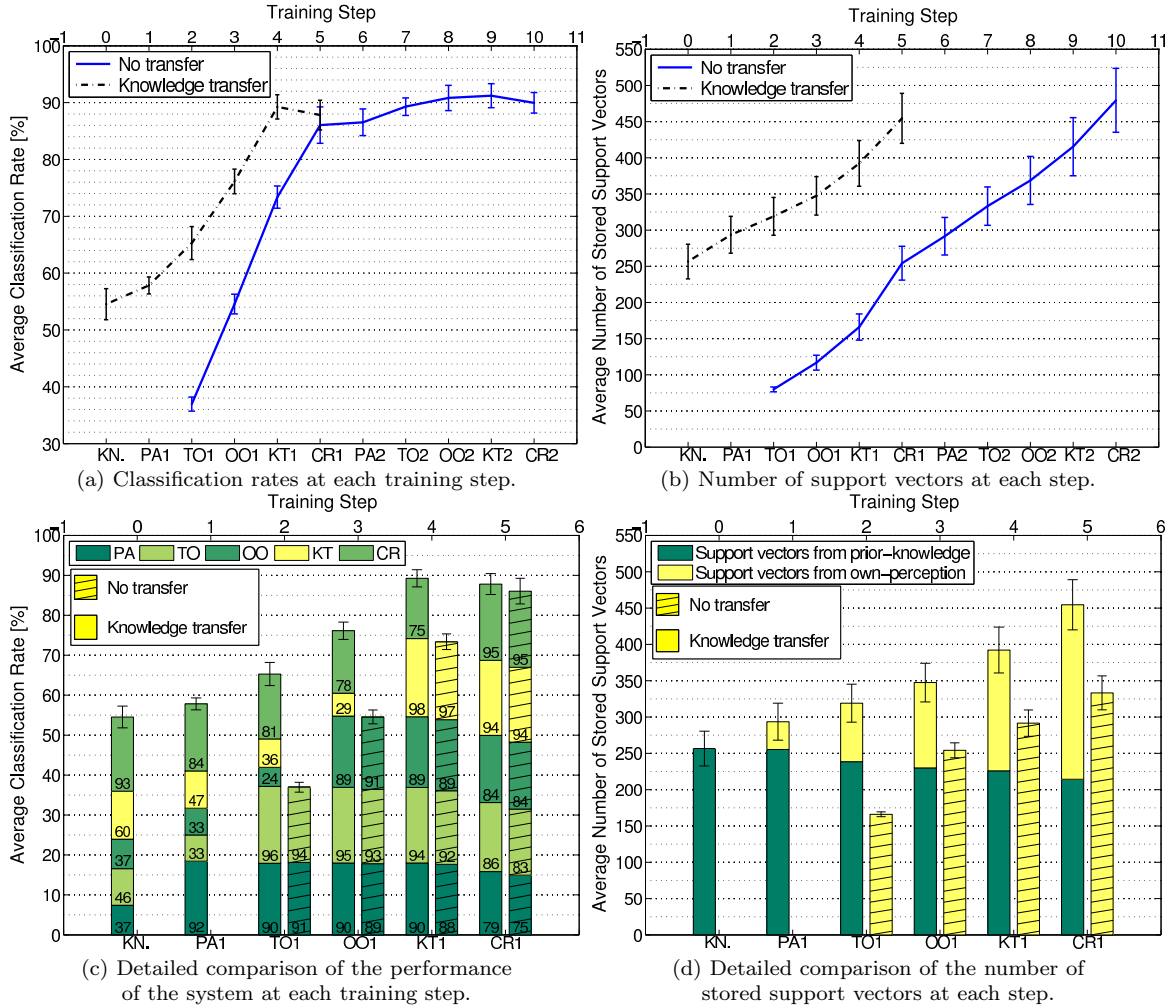 Training Step
−1 0 1 2 3 4 5 6 7 8 9 10 11
100
90
80
70
60
50
40
30
Average Classification Rate [%]
No transfer
Knowledge transfer
KN. PA1 TO1 OO1 KT1 CR1 PA2 TO2 OO2 KT2 CR2
(a) Classification rates at each training step.
Training Step
−1 0 1 2 3 4 5 6 7 8 9 10 11
550
500
450
400
350
300
250
200
150
100
50
0
Average Number of Stored Support Vectors
No transfer
Knowledge transfer
KN. PA1 TO1 OO1 KT1 CR1 PA2 TO2 OO2 KT2 CR2
(b) Number of support vectors at each step.
Training Step
−1 0 1 2 3 4 5 6
100
90
80
70
60
50
40
30
20
10
0
Average Classification Rate [%]
PA TO OO KT CR
No transfer
Knowledge transfer
93
60
37
46
37
84
47
33
33
92
81
36
24
96
90
94
91
78
29
89
95
90
91
93
89
75
98
89
94
90
97
89
92
88
95
94
84
86
79
95
94
84
83
75
KN. PA1 TO1 OO1 KT1 CR1
(c) Detailed comparison of the performance
of the system at each training step.
Training Step
−1 0 1 2 3 4 5 6
550
500
450
400
350
300
250
200
150
100
50
0
Average Number of Stored Support Vectors
Support vectors from prior−knowledge
Support vectors from own−perception
No transfer
Knowledge transfer
KN. PA1 TO1 OO1 KT1 CR1
(d) Detailed comparison of the number of
stored support vectors at each step.